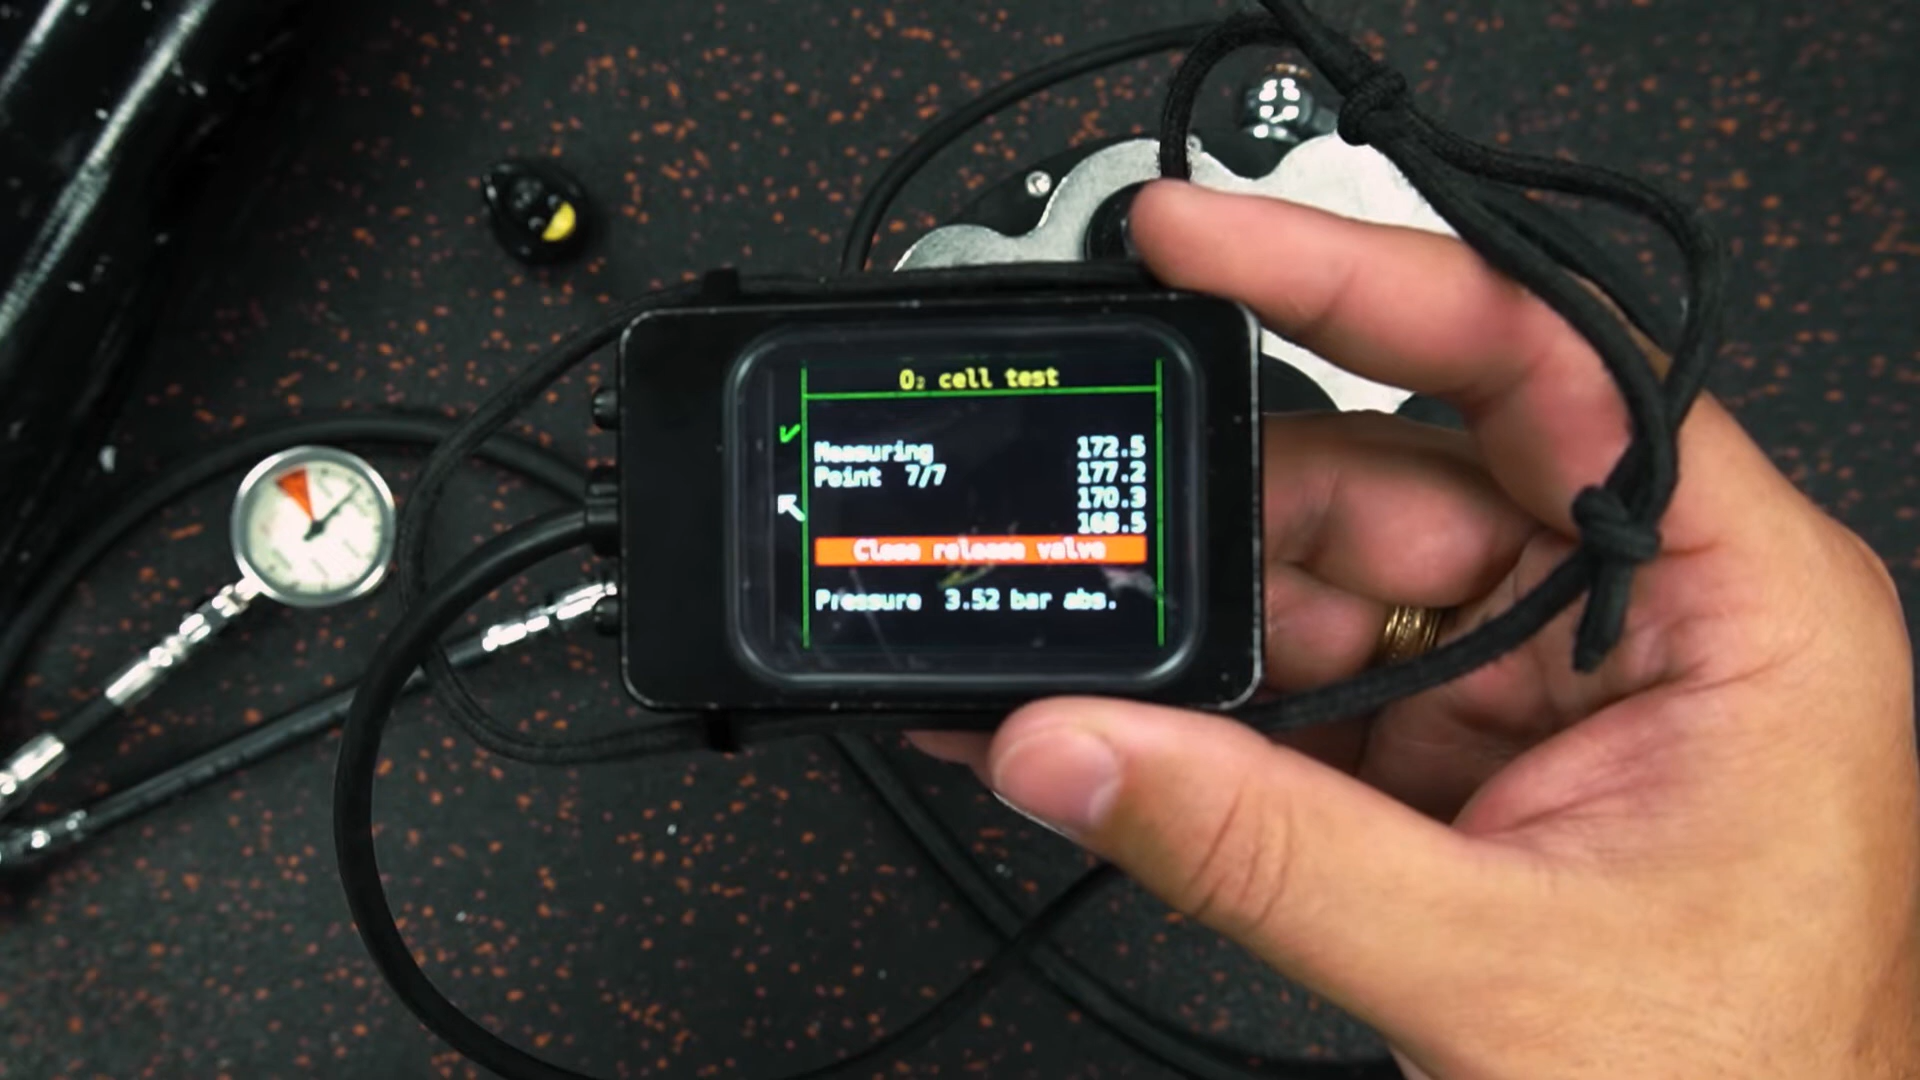 O₂ cell test
Measuring 172.5
Point 7/7 177.2
170.3
168.5
Close release valve
Pressure 3.52 bar abs.